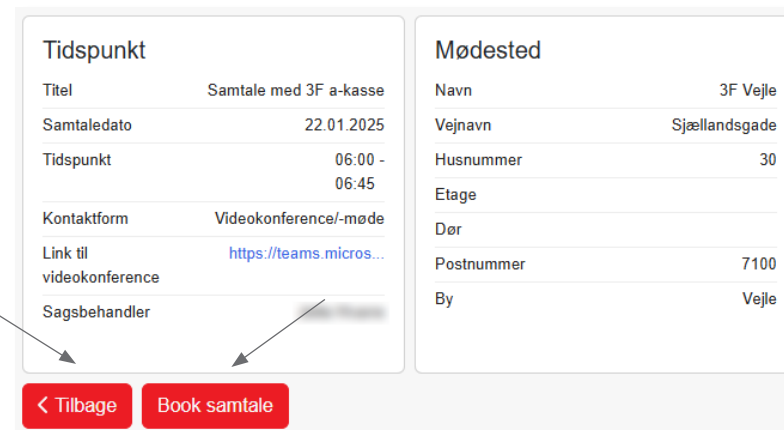 Tidspunkt
Titel Samtale med 3F a-kasse
Samtaledato 22.01.2025
Tidspunkt 06:00 -
06:45
Kontaktform Videokonference/-møde
Link til https://teams.micros...
videokonference
Sagsbehandler
Mødested
Navn 3F Vejle
Vejnavn Sjællandsgade
Husnummer 30
Etage
Dør
Postnummer 7100
By Vejle
Tilbage
Book samtale